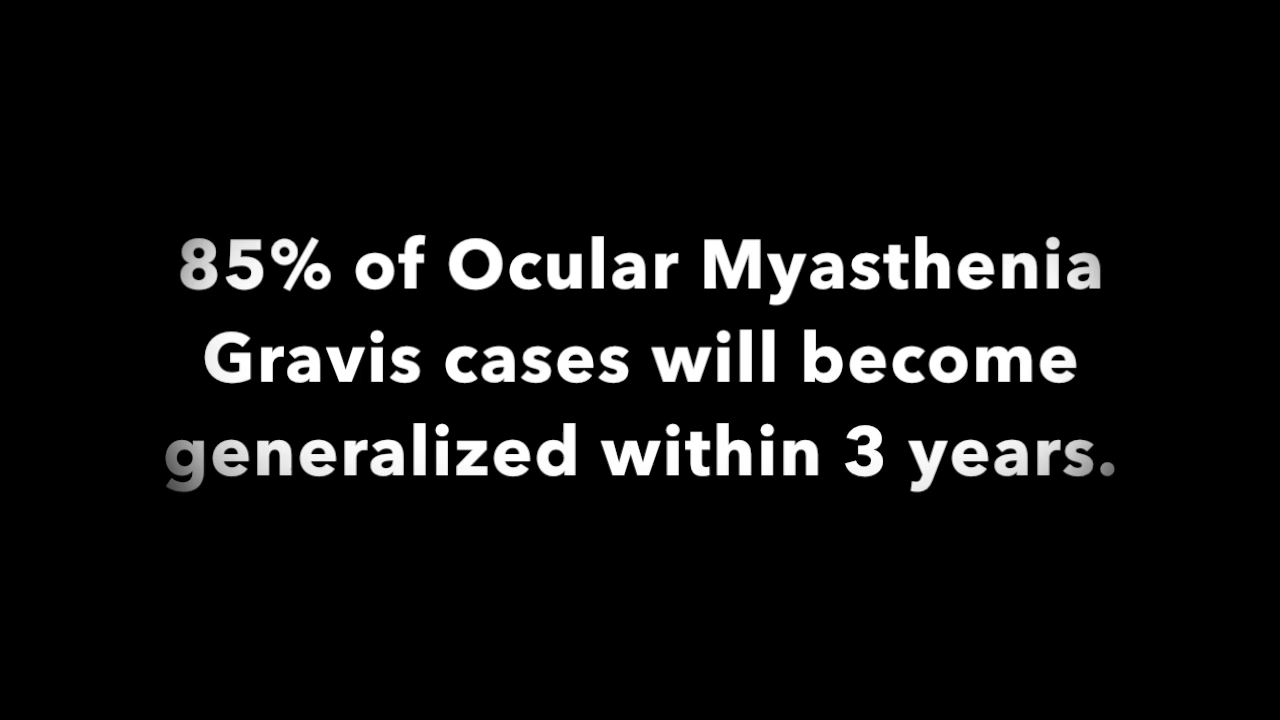 85% of Ocular Myasthenia
Gravis cases will become
generalized within 3 years.